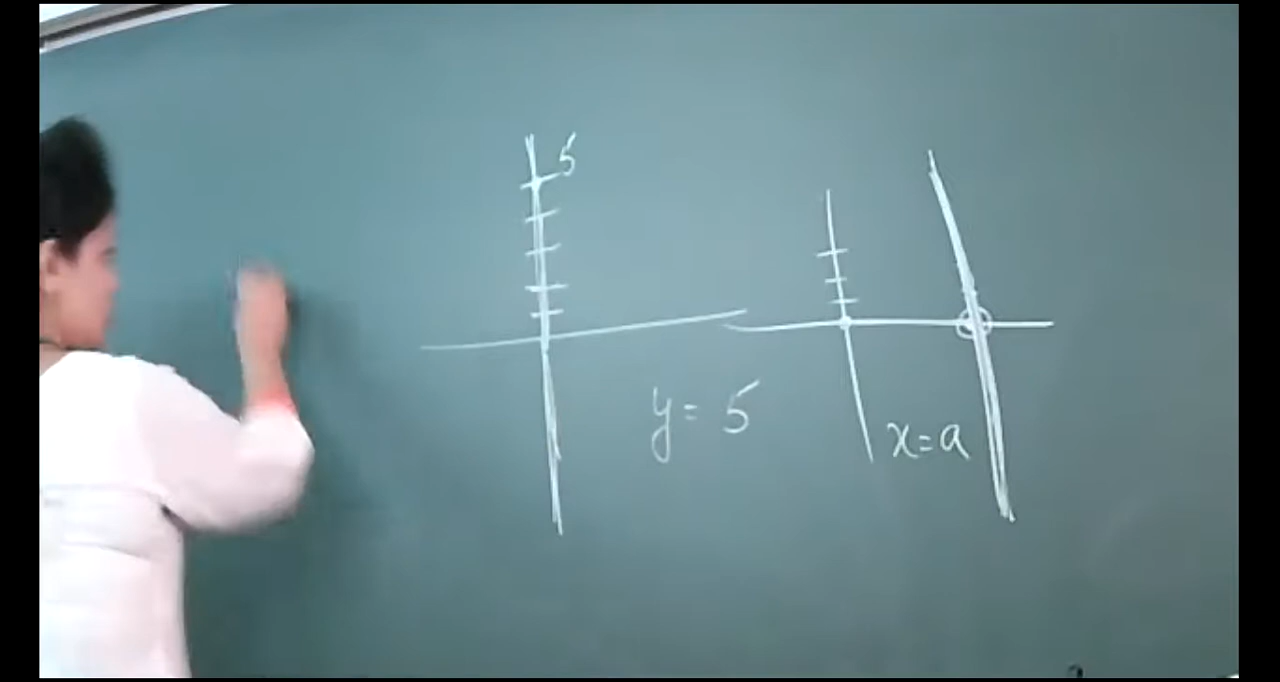 5
y = 5
x = a